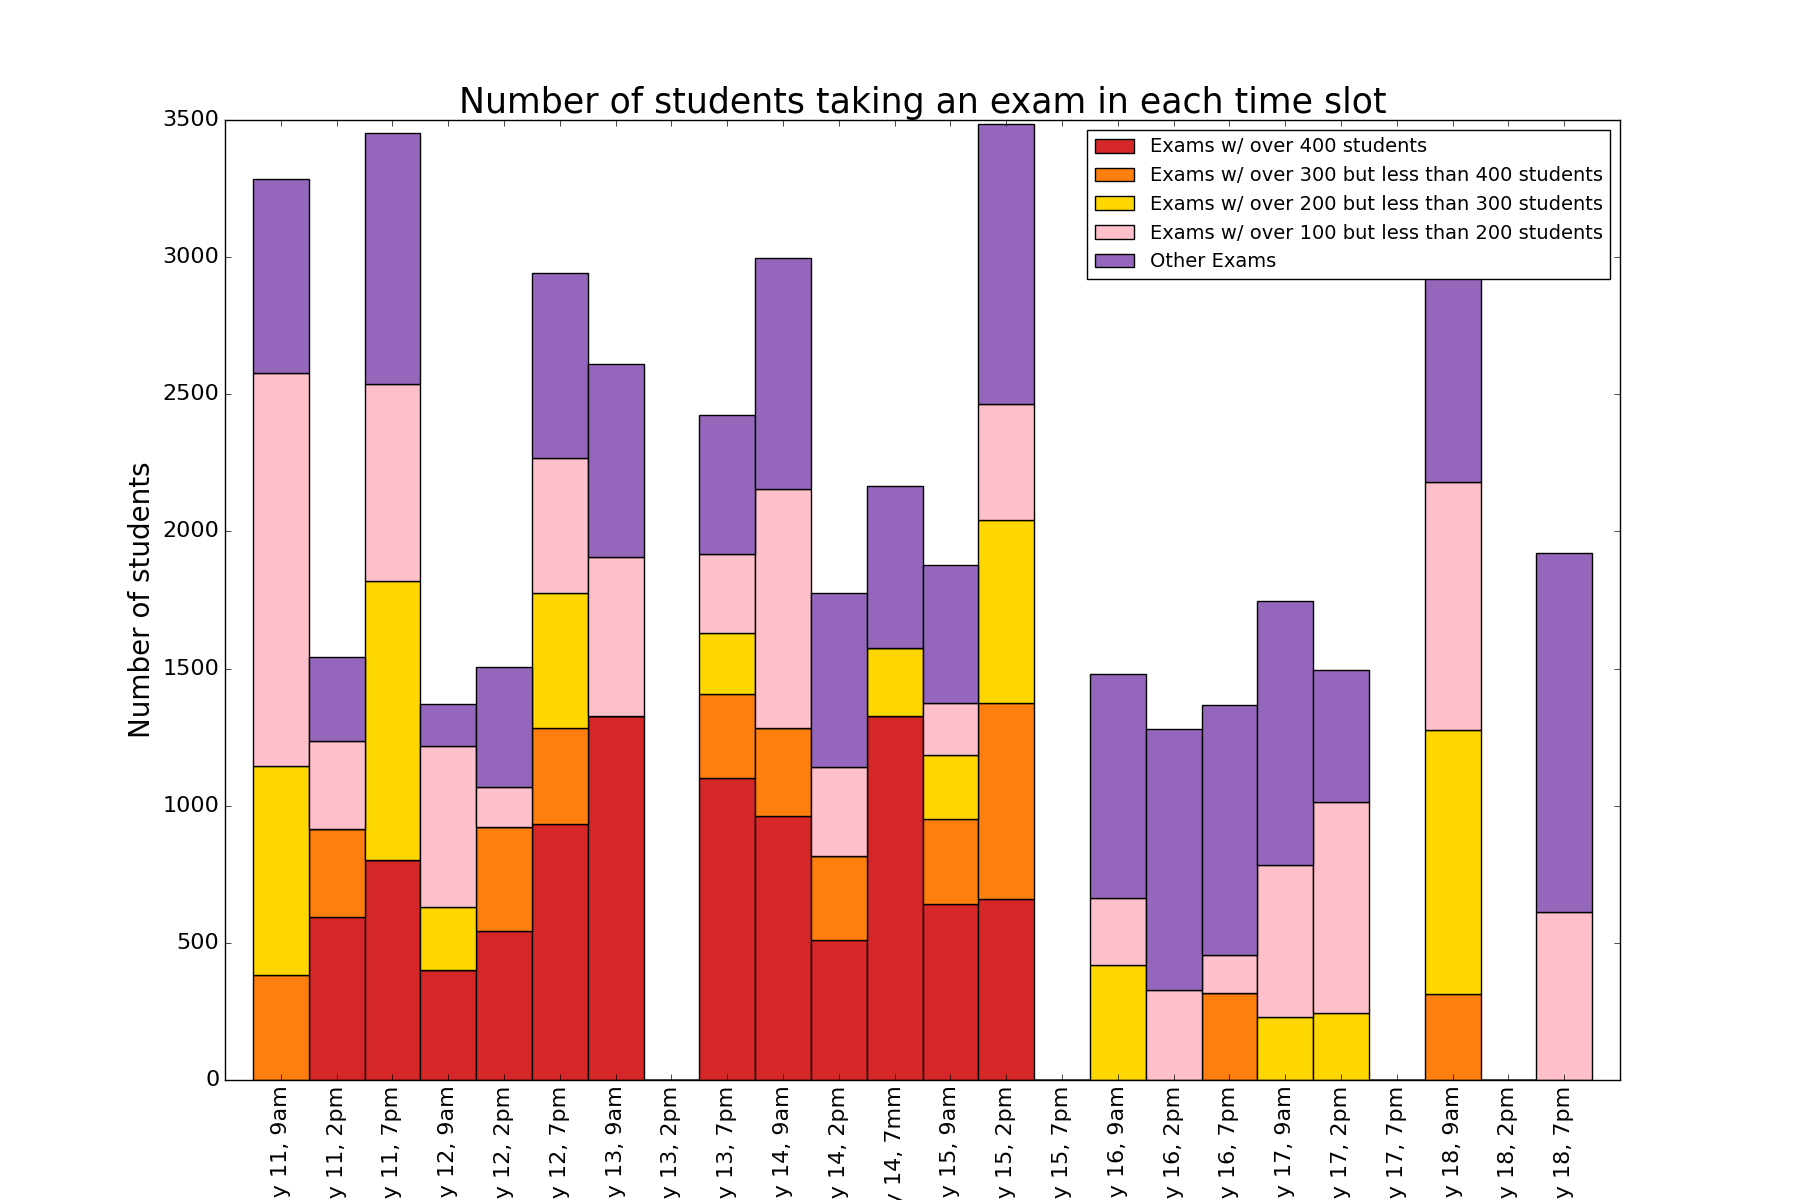 Number of students taking an exam in each time slot
Exams w/ over 400 students
Exams w/ over 300 but less than 400 students
Exams w/ over 200 but less than 300 students
Exams w/ over 100 but less than 200 students
Other Exams
Number of students
3500
3000
2500
2000
1500
1000
500
0
y 11, 9am
y 11, 2pm
y 11, 7pm
y 12, 9am
y 12, 2pm
y 12, 7pm
y 13, 9am
y 13, 2pm
y 13, 7pm
y 14, 9am
y 14, 2pm
y 14, 7mm
y 15, 9am
y 15, 2pm
y 15, 7pm
y 16, 9am
y 16, 2pm
y 16, 7pm
y 17, 9am
y 17, 2pm
y 17, 7pm
y 18, 9am
y 18, 2pm
y 18, 7pm